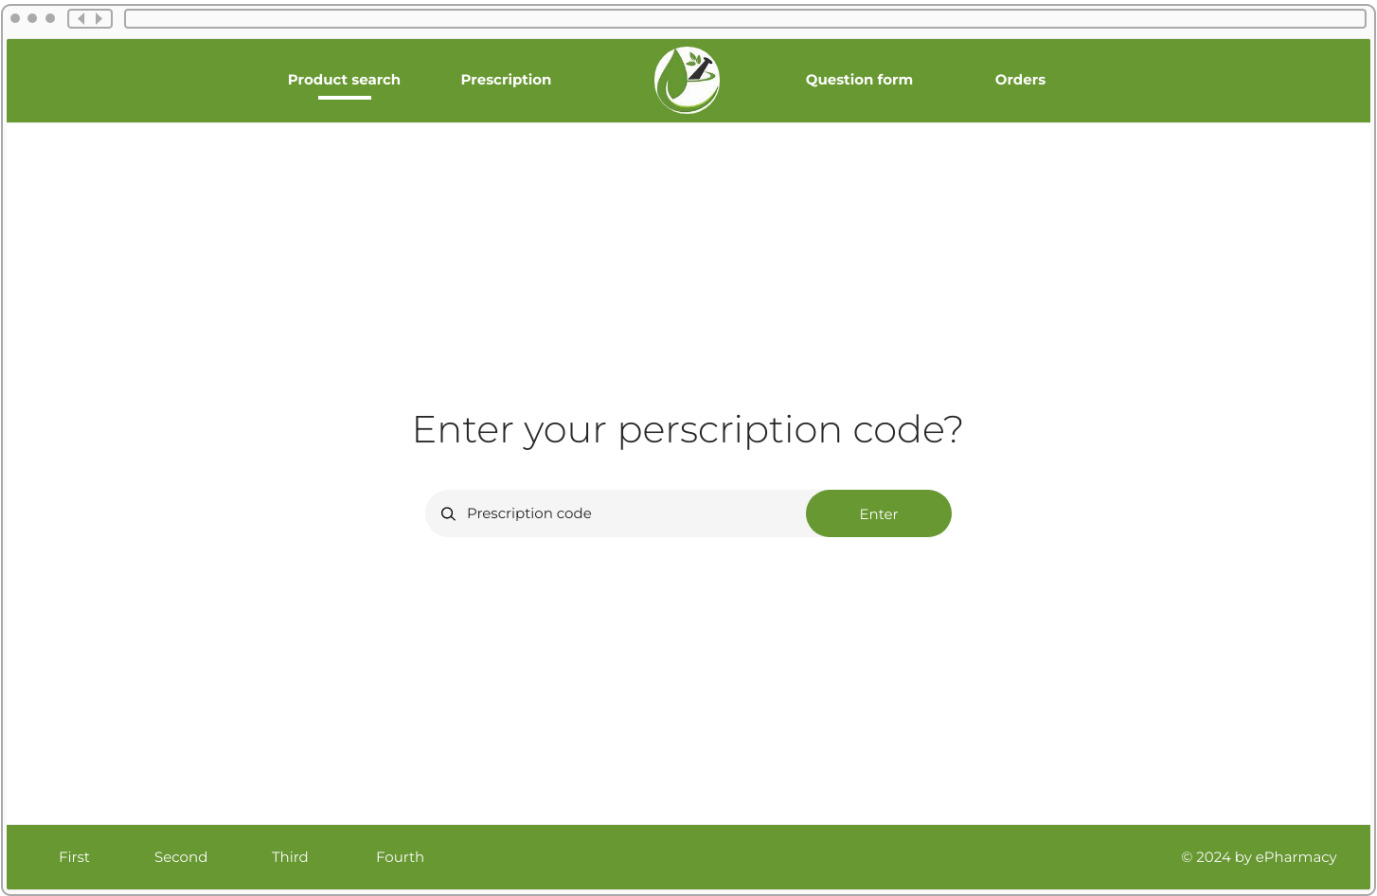 Product search Prescription Question form Orders
Enter your perscription code?
Prescription code Enter
First Second Third Fourth © 2024 by ePharmacy